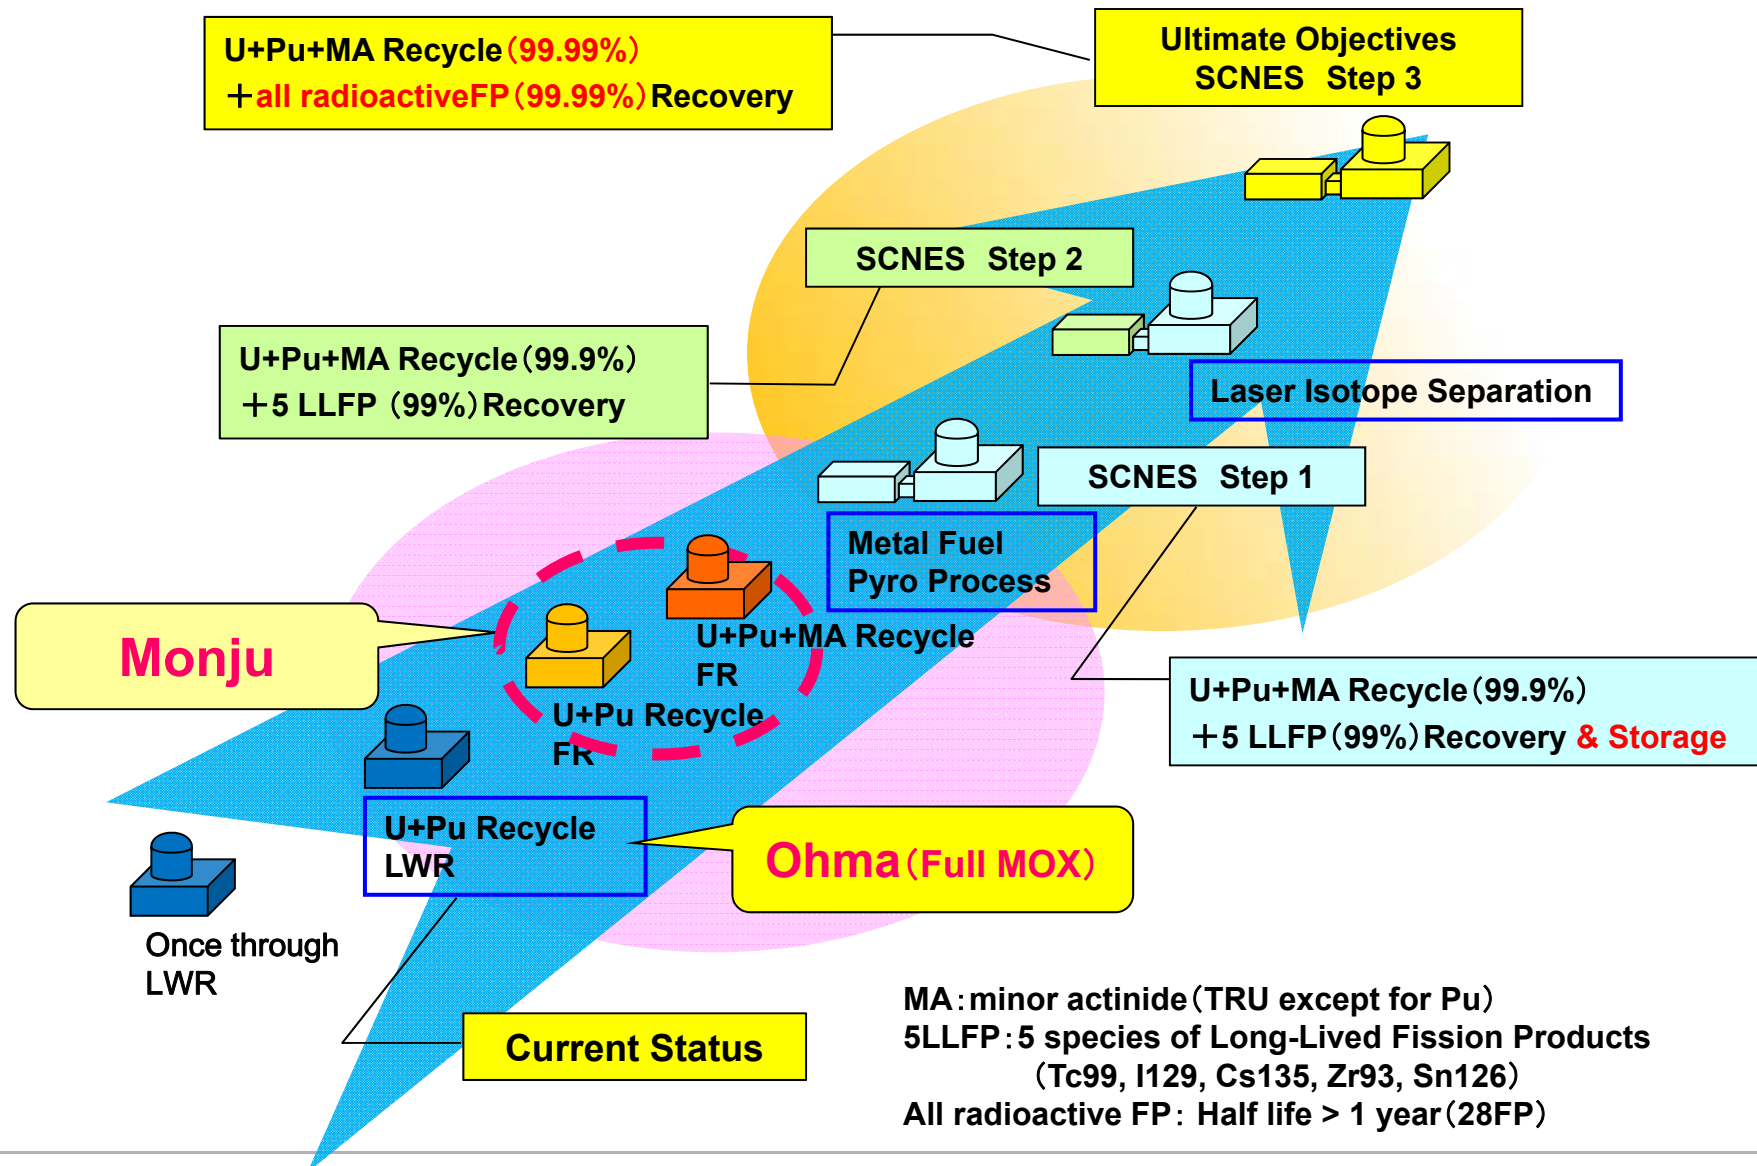 U+Pu+MA Recycle（99.99%）
＋all radioactiveFP（99.99%）Recovery
Ultimate Objectives
SCNES Step 3
SCNES Step 2
U+Pu+MA Recycle（99.9%）
＋5 LLFP （99%）Recovery
Laser Isotope Separation
SCNES Step 1
Metal Fuel
Pyro Process
Monju
U+Pu+MA Recycle
FR
U+Pu Recycle
FR
U+Pu+MA Recycle（99.9%）
＋5 LLFP（99%）Recovery & Storage
U+Pu Recycle
LWR
Ohma（Full MOX）
Once through
LWR
Current Status
MA：minor actinide（TRU except for Pu）
5LLFP：5 species of Long-Lived Fission Products
（Tc99, I129, Cs135, Zr93, Sn126）
All radioactive FP： Half life > 1 year（28FP）